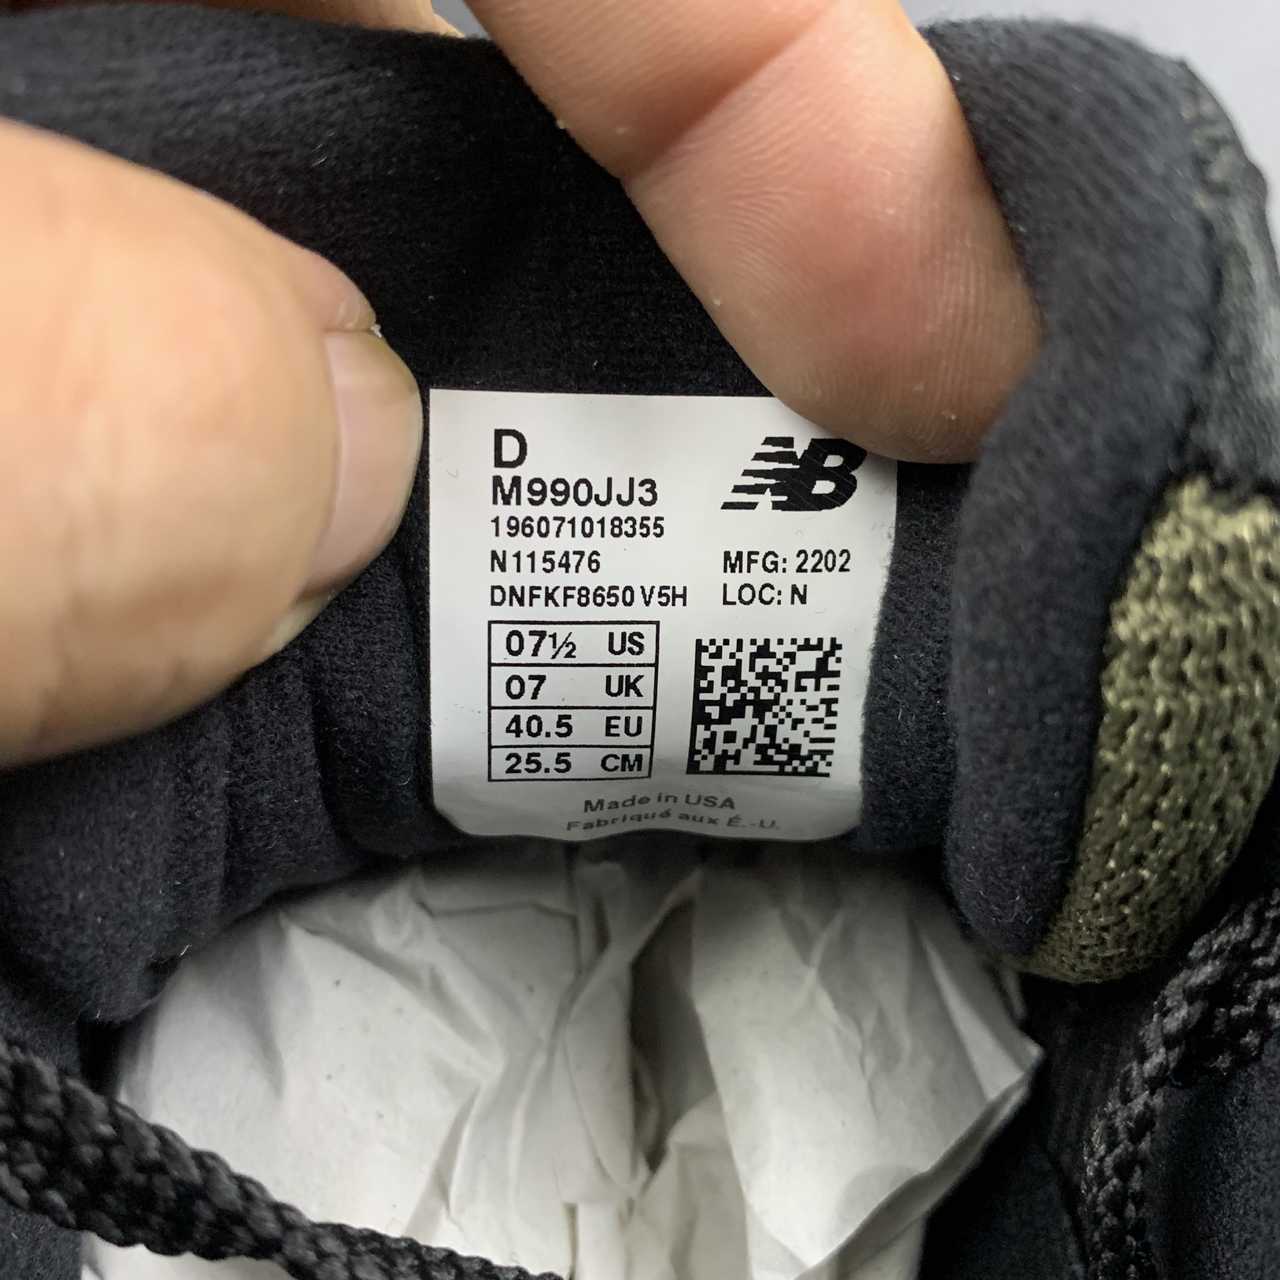 D
NB
M990JJ3
196071018355
N115476 MFG: 2202
DNFKF8650 V5H LOC: N
07½ US
07 UK
40.5 EU
25.5 CM
Made in USA
Fabriqué aux É.-U.